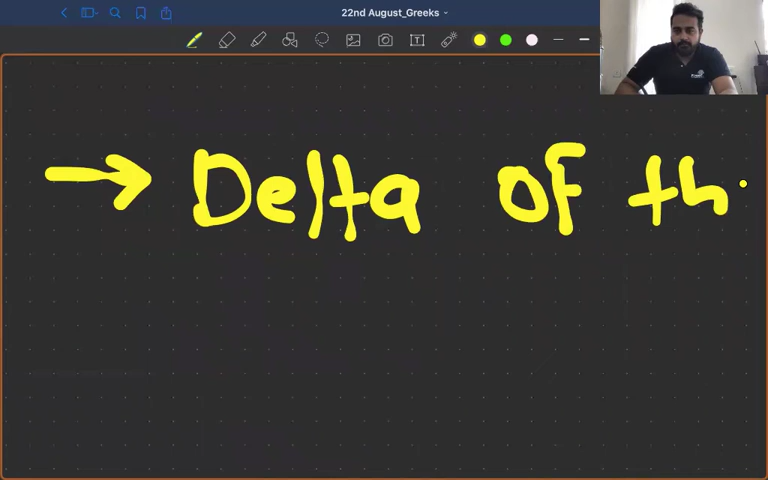 22nd August_Greeks
→ Delta of th